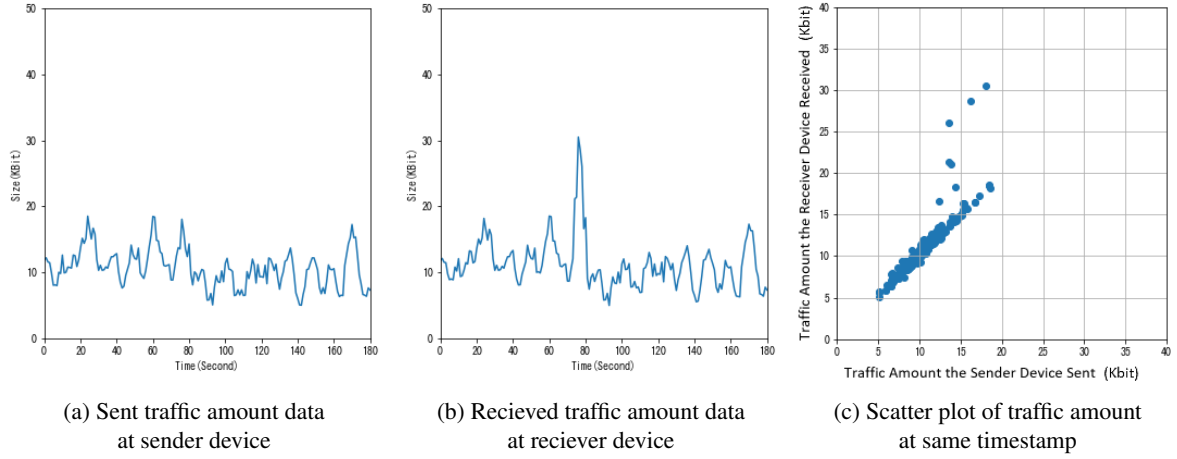 50
40
30
20
10
0
Size(KBit)
0 20 40 60 80 100 120 140 160 180
Time(Second)
(a) Sent traffic amount data
at sender device
50
40
30
20
10
0
Size(KBit)
0 20 40 60 80 100 120 140 160 180
Time(Second)
(b) Recieved traffic amount data
at reciever device
40
35
30
25
20
15
10
5
0
Traffic Amount the Receiver Device Received (Kbit)
0 5 10 15 20 25 30 35 40
Traffic Amount the Sender Device Sent (Kbit)
(c) Scatter plot of traffic amount
at same timestamp